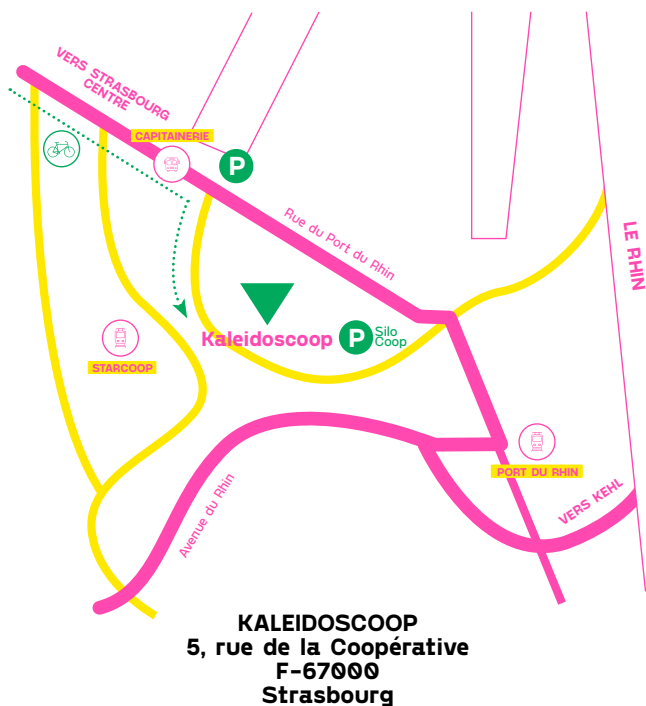 VERS STRASBOURG
CENTRE
CAPITAINERIE
P
Rue du Port du Rhin
LE RHIN
Kaleidoscoop
P
Silo
Coop
STARCOOP
PORT DU RHIN
Avenue du Rhin
VERS KEHL
KALEIDOSCOOP
5, rue de la Coopérative
F-67000
Strasbourg